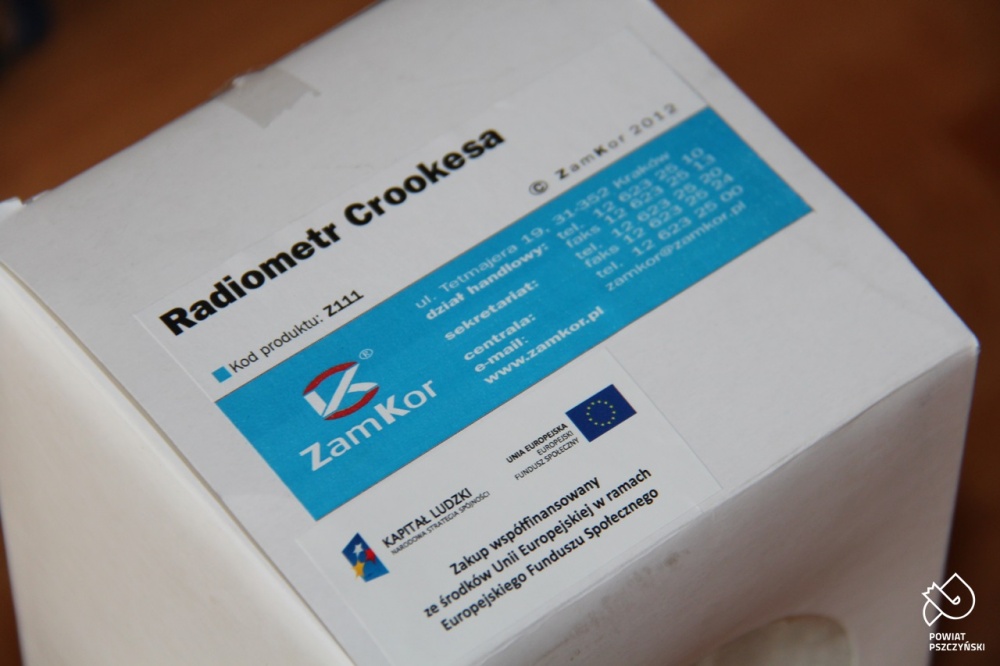 Radiometr Crookesa
Kod produktu: Z111
© ZamKor 2012
ZamKor
®
ul. Tetmajera 19, 31-352 Kraków
dział handlowy: tel. 12 623 25 10
faks 12 623 25 13
sekretariat: tel. 12 623 25 20
faks 12 623 25 24
centrala: tel. 12 623 25 00
e-mail: zamkor@zamkor.pl
www.zamkor.pl
KAPITAŁ LUDZKI
NARODOWA STRATEGIA SPÓJNOŚCI
UNIA EUROPEJSKA
EUROPEJSKI
FUNDUSZ SPOŁECZNY
Zakup współfinansowany
ze środków Unii Europejskiej w ramach
Europejskiego Funduszu Społecznego
POWIAT
PSZCZYŃSKI